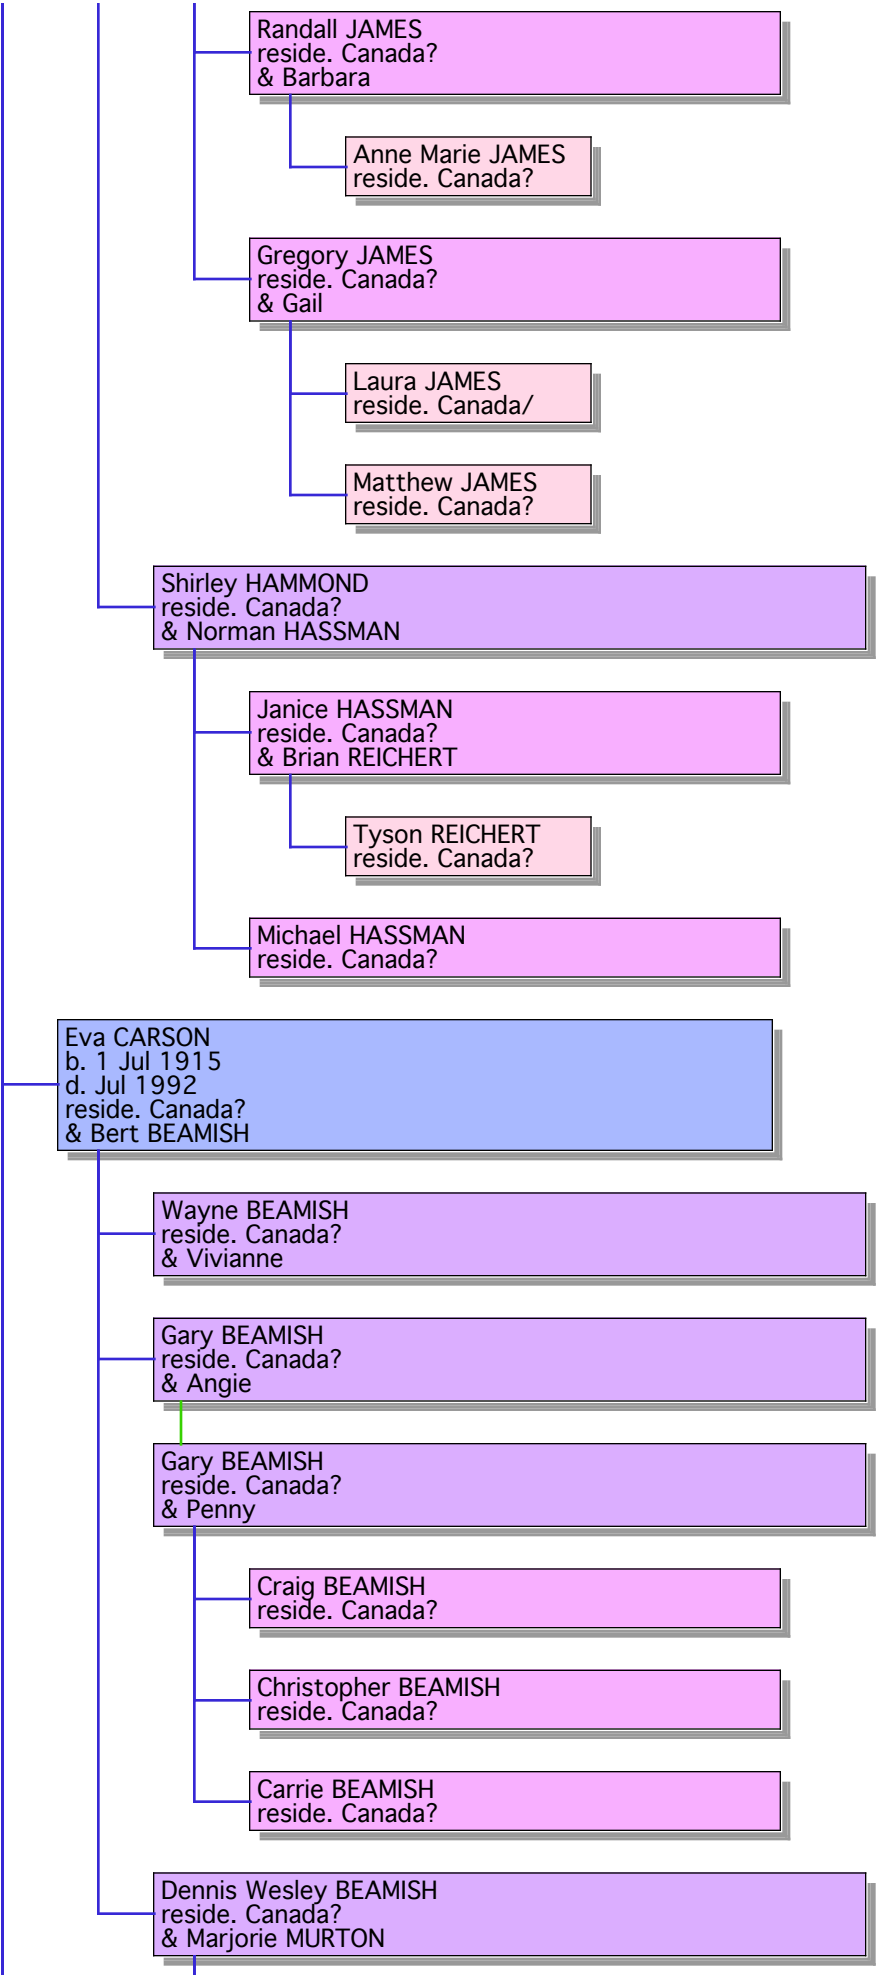 Randall JAMES
reside. Canada?
& Barbara
Anne Marie JAMES
reside. Canada?
Gregory JAMES
reside. Canada?
& Gail
Laura JAMES
reside. Canada/
Matthew JAMES
reside. Canada?
Shirley HAMMOND
reside. Canada?
& Norman HASSMAN
Janice HASSMAN
reside. Canada?
& Brian REICHERT
Tyson REICHERT
reside. Canada?
Michael HASSMAN
reside. Canada?
Eva CARSON
b. 1 Jul 1915
d. Jul 1992
reside. Canada?
& Bert BEAMISH
Wayne BEAMISH
reside. Canada?
& Vivianne
Gary BEAMISH
reside. Canada?
& Angie
Gary BEAMISH
reside. Canada?
& Penny
Craig BEAMISH
reside. Canada?
Christopher BEAMISH
reside. Canada?
Carrie BEAMISH
reside. Canada?
Dennis Wesley BEAMISH
reside. Canada?
& Marjorie MURTON